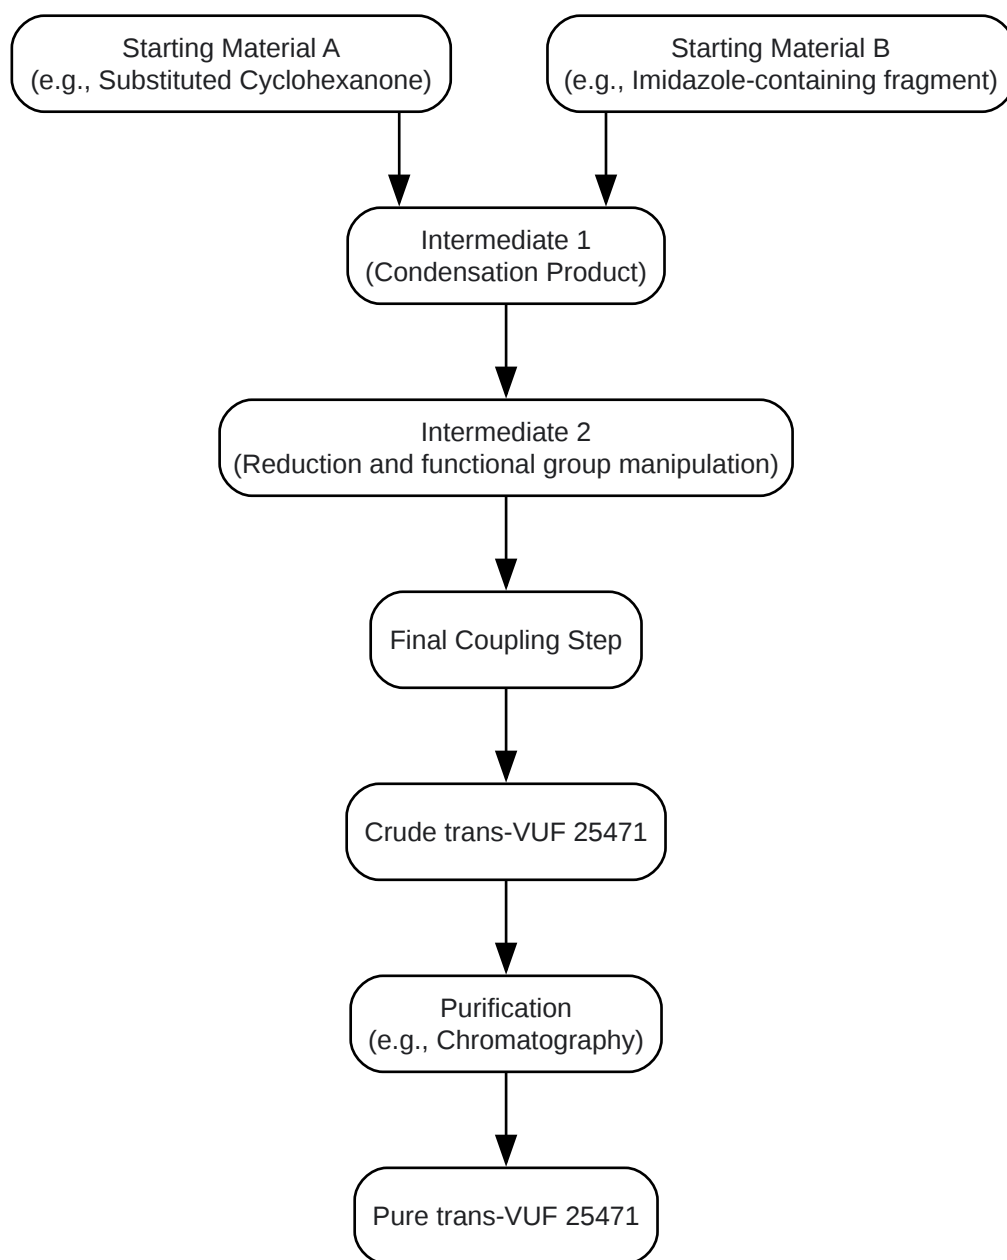 Starting Material A
(e.g., Substituted Cyclohexanone)
Starting Material B
(e.g., Imidazole-containing fragment)
Intermediate 1
(Condensation Product)
Intermediate 2
(Reduction and functional group manipulation)
Final Coupling Step
Crude trans-VUF 25471
Purification
(e.g., Chromatography)
Pure trans-VUF 25471